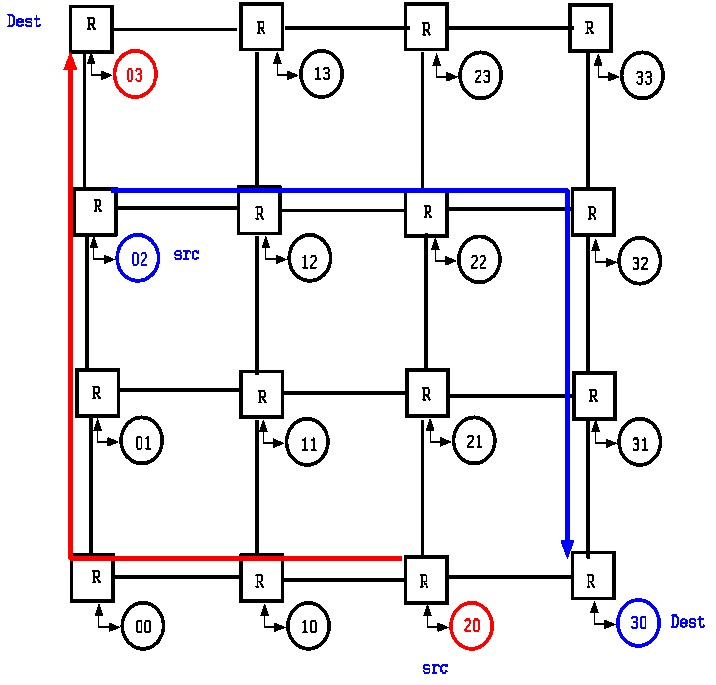 Dest R R R R
03 13 23 33
R R R R
02 src 12 22 32
R R R R
01 11 21 31
R R R R
00 10 20 30 Dest
src